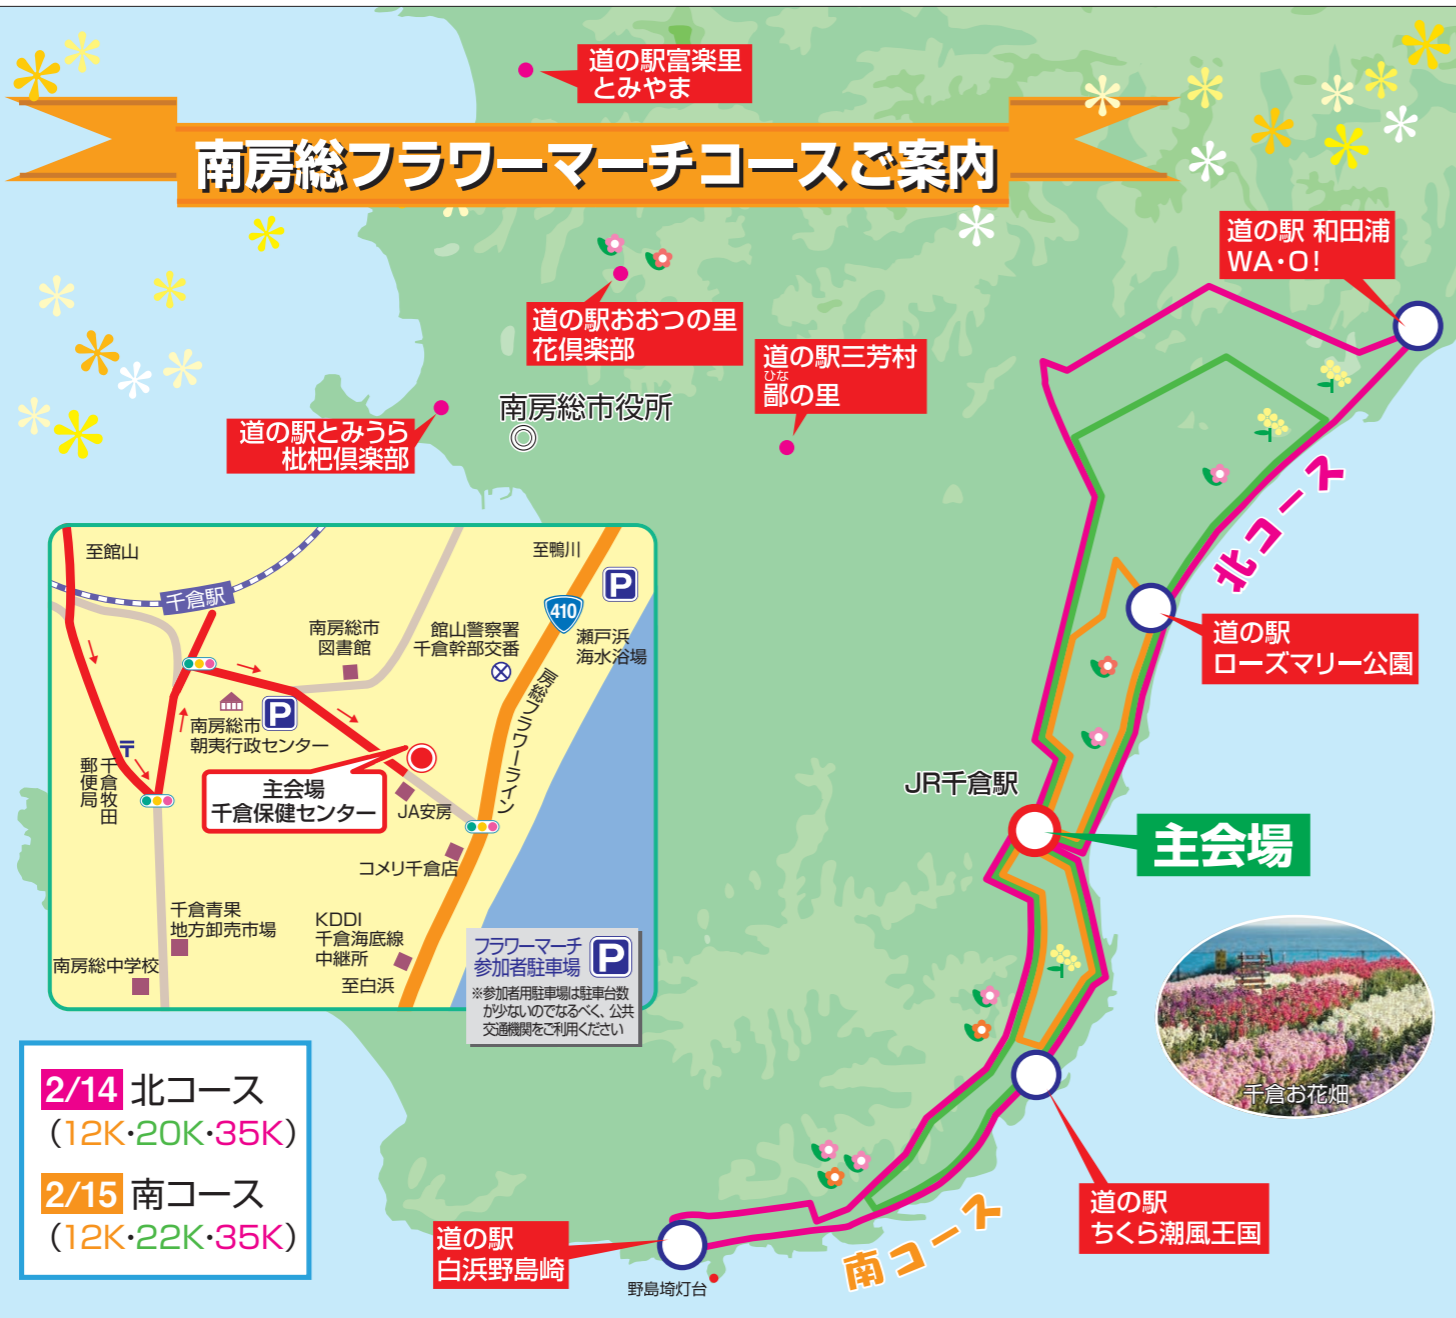 道の駅富楽里
とみやま
南房総フラワーマーチコースご案内
道の駅 和田浦
WA・O!
道の駅おおつの里
花倶楽部
道の駅三芳村
ひな
鄙の里
南房総市役所
道の駅とみうら
枇杷倶楽部
北コース
道の駅
ローズマリー公園
JR千倉駅
主会場
千倉お花畑
道の駅
ちくら潮風王国
南コース
道の駅
白浜野島崎
野島埼灯台
至館山
千倉駅
至鴨川
P
410
南房総市
図書館
館山警察署
千倉幹部交番
瀬戸浜
海水浴場
房総フラワーライン
南房総市
朝夷行政センター
P
〒
千倉牧田
郵便局
主会場
千倉保健センター
JA安房
コメリ千倉店
千倉青果
地方卸売市場
KDDI
千倉海底線
中継所
南房総中学校
至白浜
フラワーマーチ
参加者駐車場
P
※参加者用駐車場は駐車台数
が少ないのでなるべく、公共
交通機関をご利用ください
2/14 北コース
(12K・20K・35K)
2/15 南コース
(12K・22K・35K)